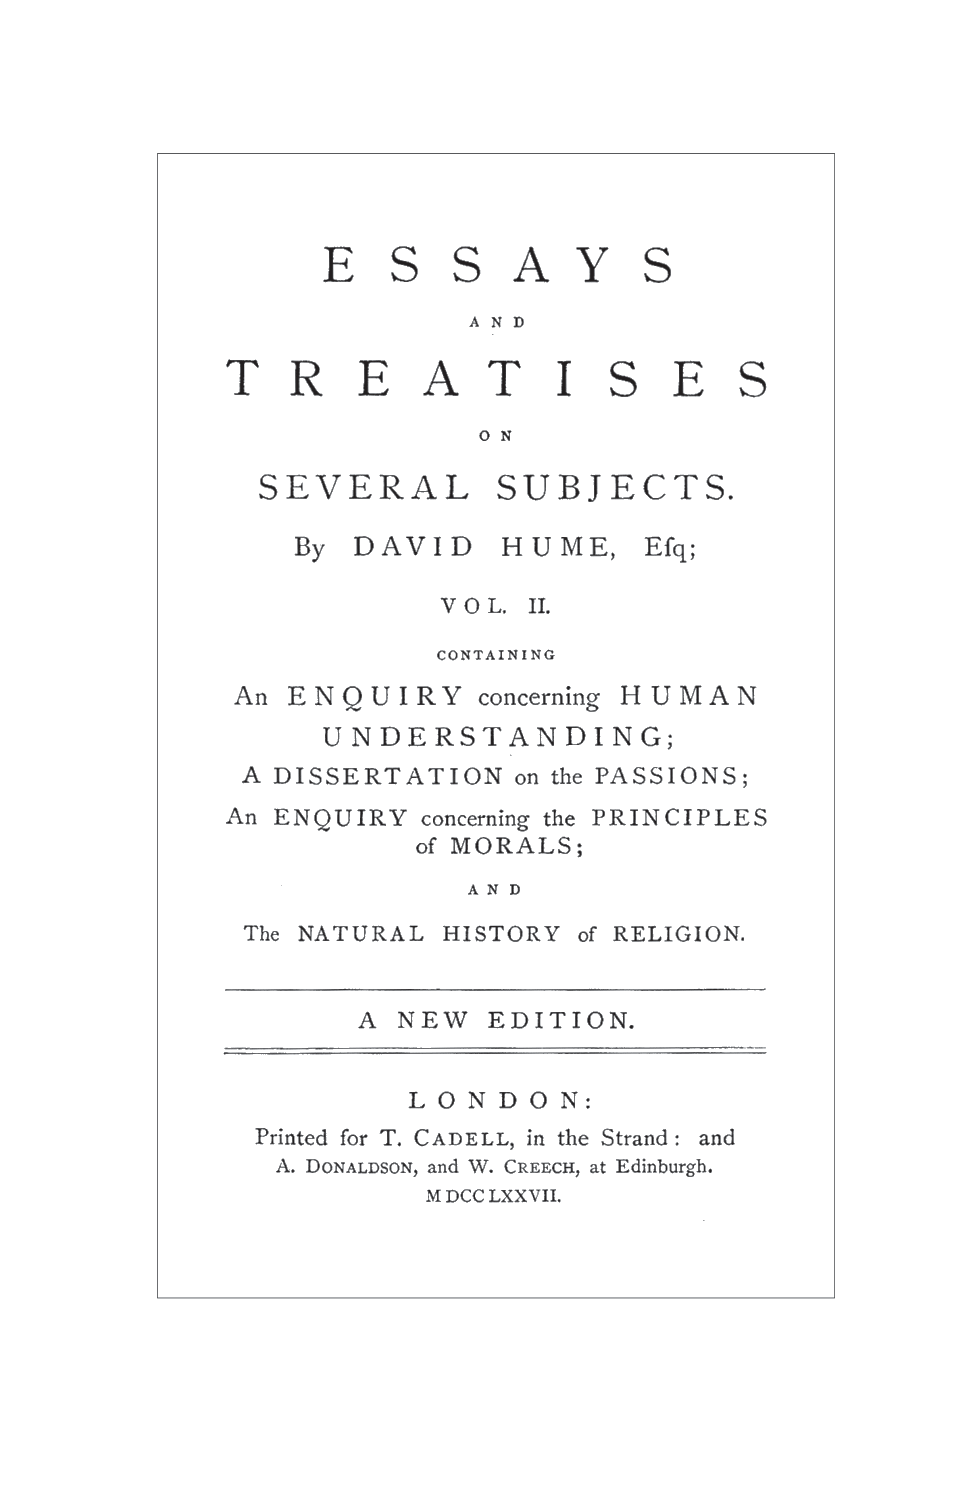 ESSAYS
AND
TREATISES
ON
SEVERAL SUBJECTS.
By DAVID HUME, Eſq;
VOL. II.
CONTAINING
An ENQUIRY concerning HUMAN
UNDERSTANDING;
A DISSERTATION on the PASSIONS;
An ENQUIRY concerning the PRINCIPLES
of MORALS;
AND
The NATURAL HISTORY of RELIGION.
A NEW EDITION.
LONDON:
Printed for T. CADELL, in the Strand: and
A. DONALDSON, and W. CREECH, at Edinburgh.
MDCCLXXVII.